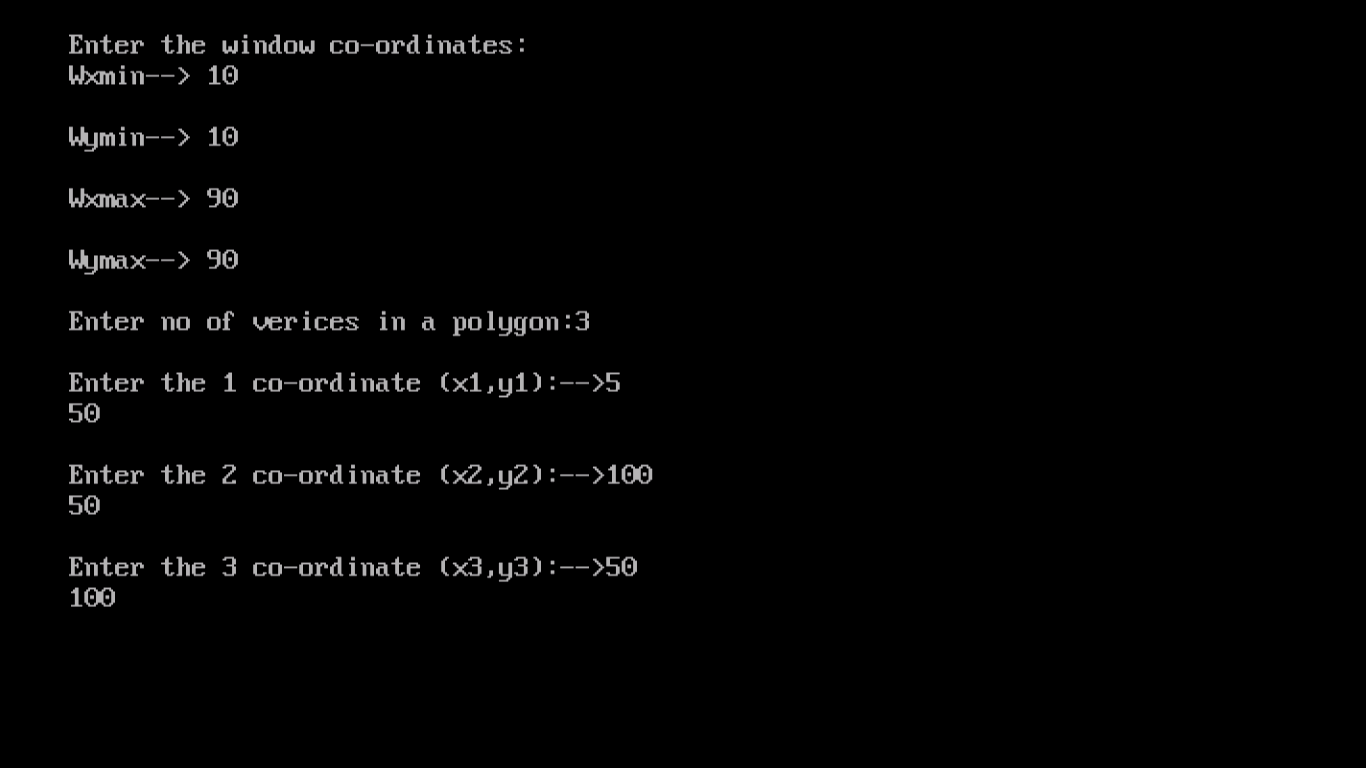 Enter the window co-ordinates:
Wxmin--> 10
Wymin--> 10
Wxmax--> 90
Wymax--> 90
Enter no of verices in a polygon:3
Enter the 1 co-ordinate (x1,y1):-->5
50
Enter the 2 co-ordinate (x2,y2):-->100
50
Enter the 3 co-ordinate (x3,y3):-->50
100